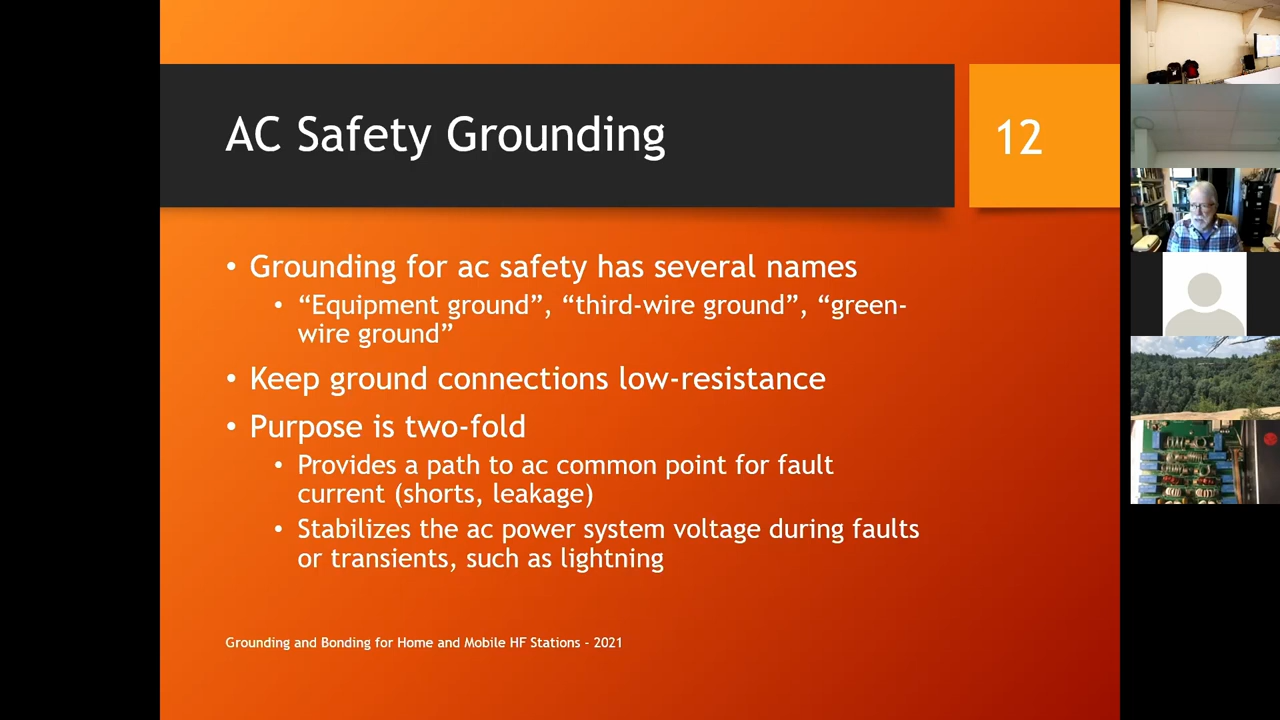 AC Safety Grounding
12
• Grounding for ac safety has several names
• “Equipment ground”, “third-wire ground”, “green-
wire ground”
• Keep ground connections low-resistance
• Purpose is two-fold
• Provides a path to ac common point for fault
current (shorts, leakage)
• Stabilizes the ac power system voltage during faults
or transients, such as lightning
Grounding and Bonding for Home and Mobile HF Stations - 2021